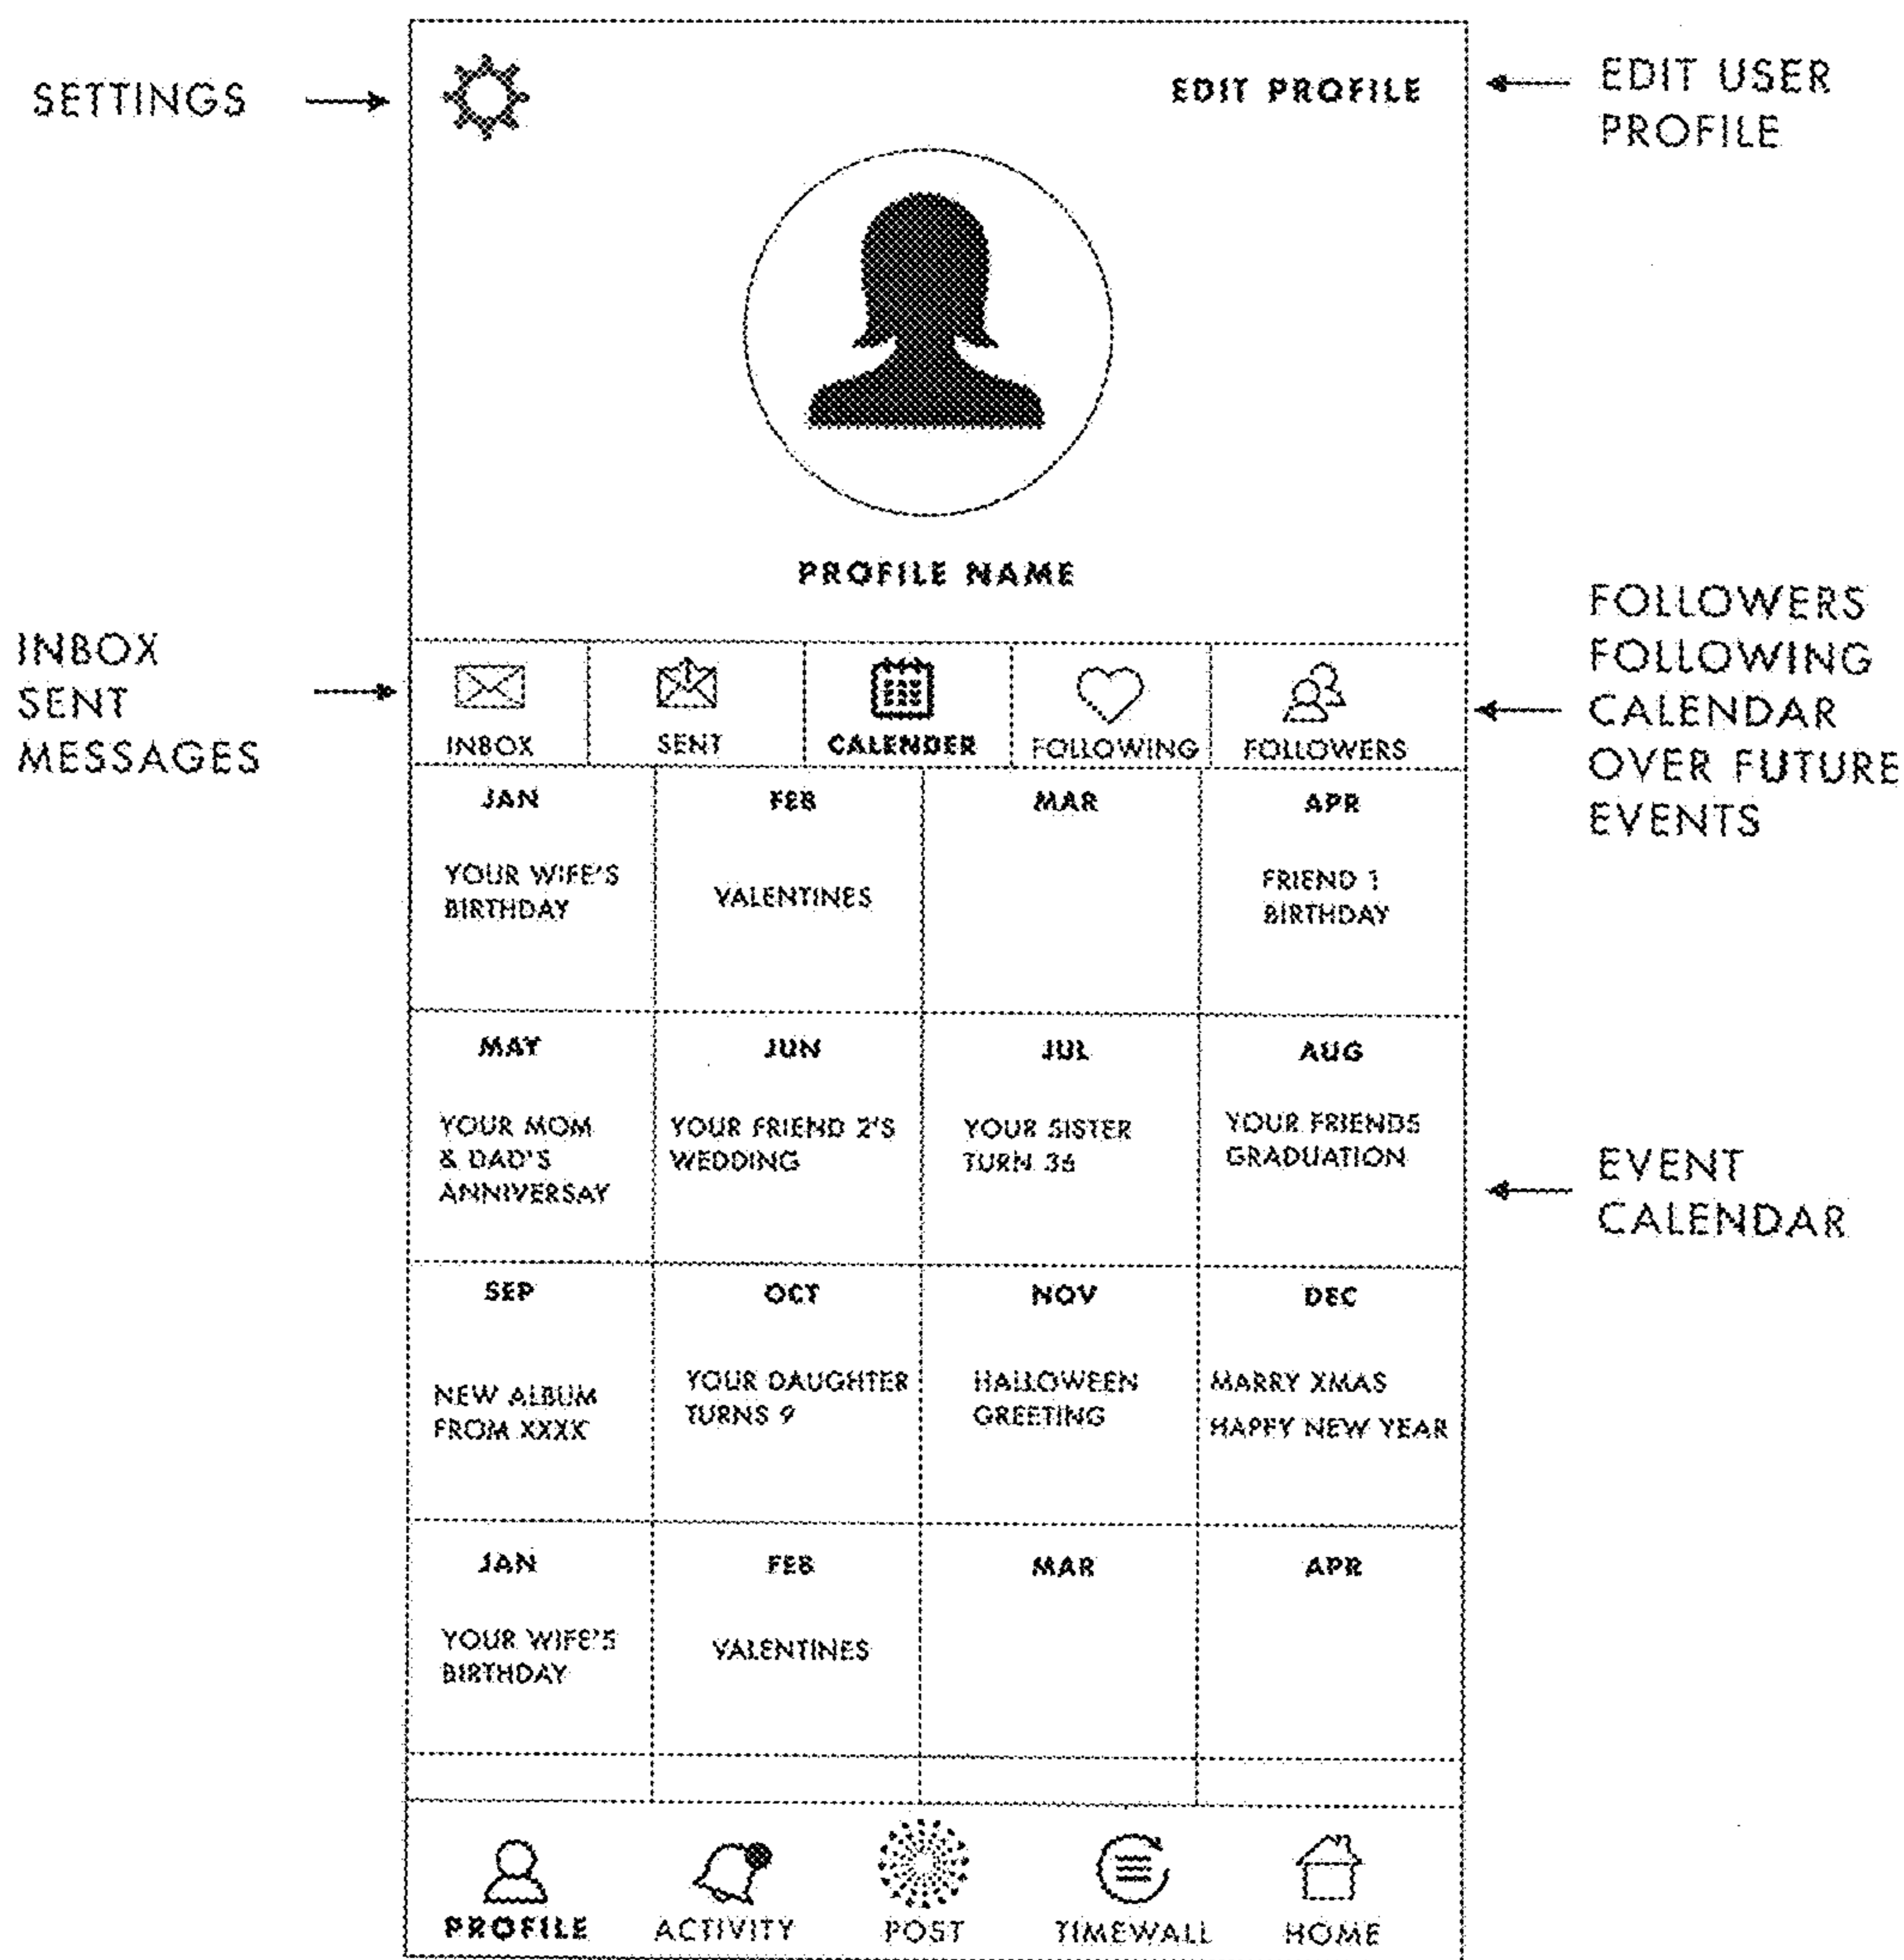 SETTINGS
EDIT PROFILE
EDIT USER
PROFILE
PROFILE NAME
INBOX
SENT
MESSAGES
FOLLOWERS
FOLLOWING
CALENDAR
OVER FUTURE
EVENTS
INBOX
SENT
CALENDER
FOLLOWING
FOLLOWERS
JAN
FEB
MAR
APR
YOUR WIFE'S
BIRTHDAY
VALENTINES
FRIEND 1
BIRTHDAY
MAY
JUN
JUL
AUG
YOUR MOM
& DAD'S
ANNIVERSAY
YOUR FRIEND 2'S
WEDDING
YOUR SISTER
TURN 36
YOUR FRIENDS
GRADUATION
EVENT
CALENDAR
SEP
OCT
NOV
DEC
NEW ALBUM
FROM XXXX
YOUR DAUGHTER
TURNS 9
HALLOWEEN
GREETING
MARRY XMAS
HAPPY NEW YEAR
JAN
FEB
MAR
APR
YOUR WIFE'S
BIRTHDAY
VALENTINES
PROFILE
ACTIVITY
POST
TIMEWALL
HOME